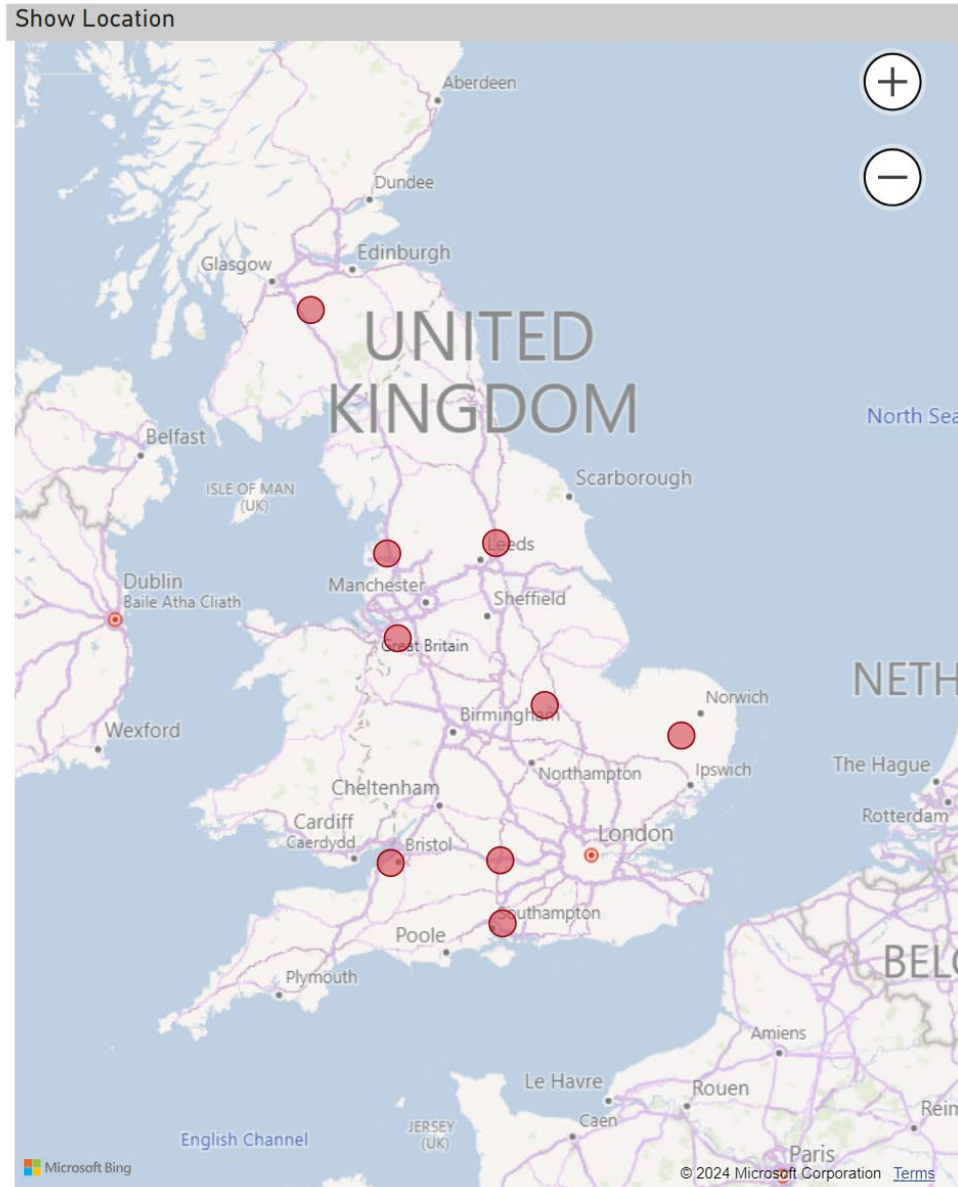 Show Location
Aberdeen
Dundee
Edinburgh
Glasgow
UNITED
KINGDOM
North Sea
Belfast
ISLE OF MAN
(UK)
Scarborough
Leeds
Dublin
Baile Atha Cliath
Manchester
Sheffield
Great Britain
NETH
Norwich
Birmingham
Wexford
The Hague
Northampton
Ipswich
Cheltenham
Rotterdam
Cardiff
Caerdydd
Bristol
London
Southampton
Poole
BELG
Plymouth
Amiens
Le Havre
Rouen
Reim
JERSEY
(UK)
Caen
English Channel
Paris
Microsoft Bing
© 2024 Microsoft Corporation Terms